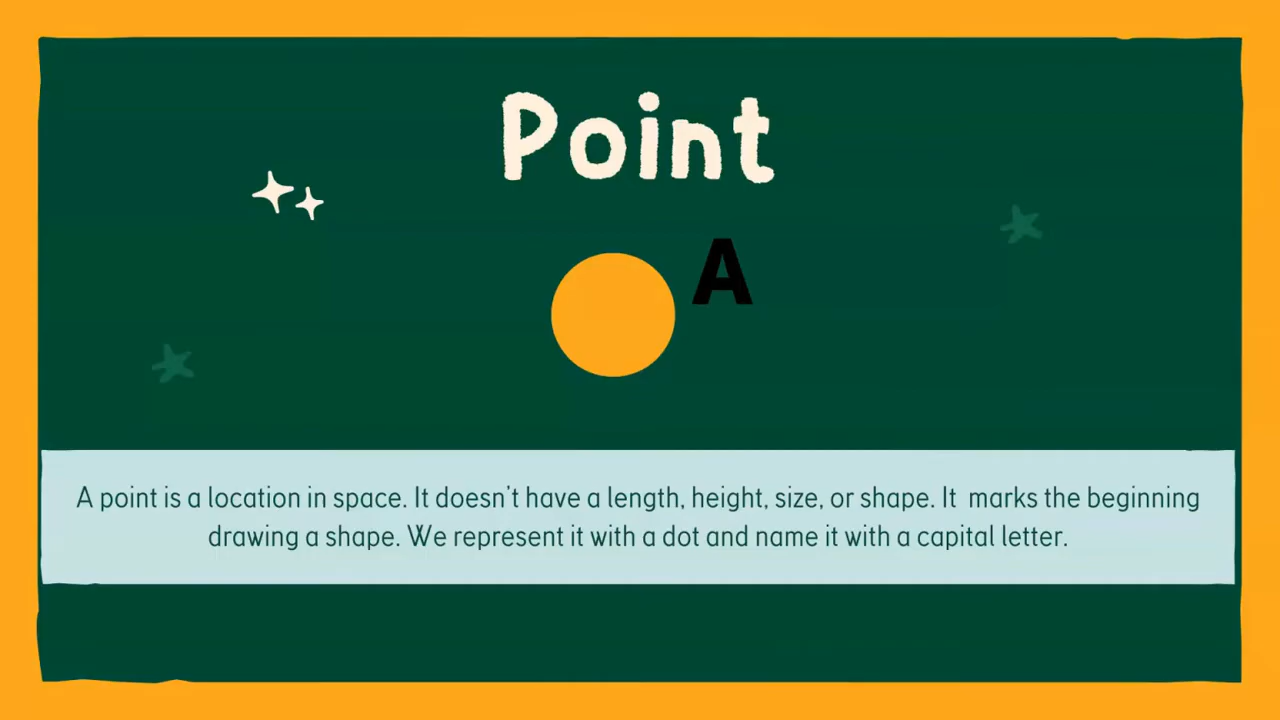 Point
A
A point is a location in space. It doesn't have a length, height, size, or shape. It marks the beginning
drawing a shape. We represent it with a dot and name it with a capital letter.